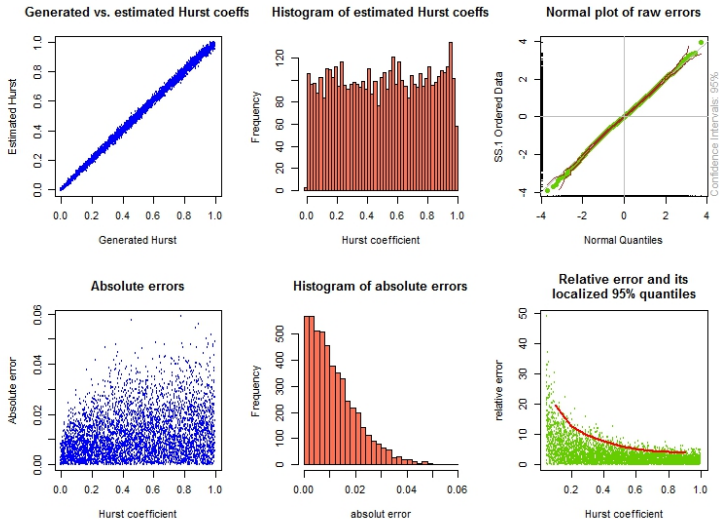 Generated vs. estimated Hurst coeffs
Estimated Hurst
0.0 0.2 0.4 0.6 0.8 1.0
0.0 0.2 0.4 0.6 0.8 1.0
Generated Hurst
Histogram of estimated Hurst coeffs
Frequency
0 20 40 60 80 120
0.0 0.2 0.4 0.6 0.8 1.0
Hurst coefficient
Normal plot of raw errors
SS.1 Ordered Data
-4 -2 0 2 4
-4 -2 0 2 4
Normal Quantiles
Confidence Intervals: 95%
Absolute errors
Absolute error
0.00 0.02 0.04 0.06
0.0 0.2 0.4 0.6 0.8 1.0
Hurst coefficient
Histogram of absolute errors
Frequency
0 100 200 300 400 500
0.00 0.02 0.04 0.06
absolut error
Relative error and its
localized 95% quantiles
relative error
0 10 20 30 40 50
0.2 0.4 0.6 0.8 1.0
Hurst coefficient